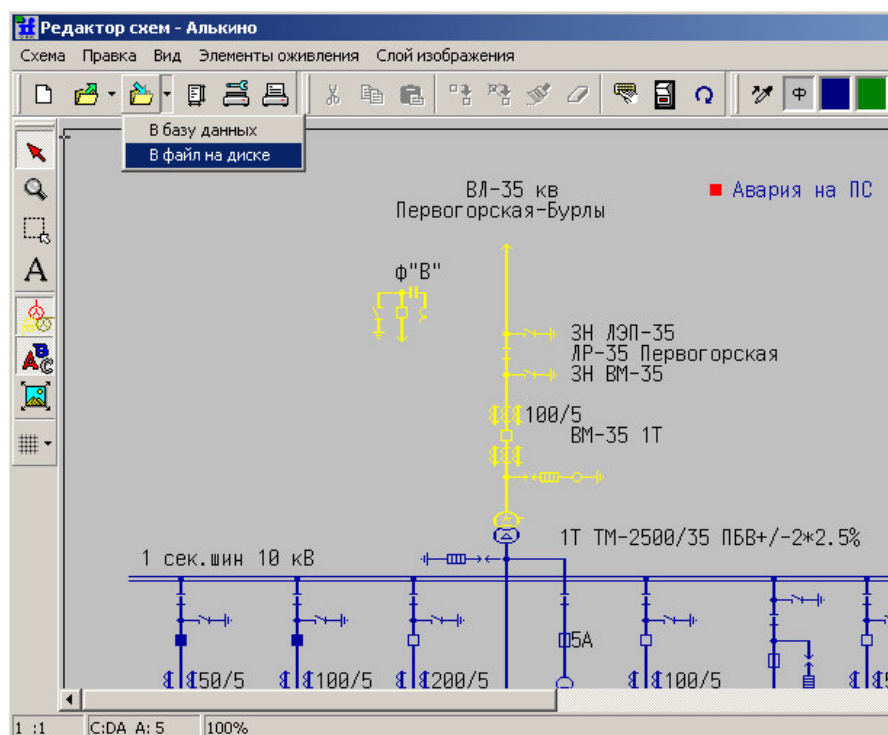 Редактор схем - Алькино
Схема Правка Вид Элементы оживления Слой изображения
Ф
В базу данных
В файл на диске
ВЛ-35 кв
Первогорская-Бурлы
Авария на ПС
ф"В"
A
ЗН ЛЭП-35
ЛР-35 Первогорская
ЗН ВМ-35
ABC
100/5
ВМ-35 1Т
1Т ТМ-2500/35 ПБВ+/-2*2.5%
1 сек.шин 10 кВ
5А
50/5 100/5 200/5 100/5
1 :1 C:DA A: 5 100%